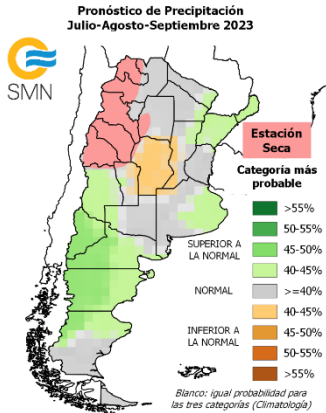 Pronóstico de Precipitación
Julio-Agosto-Septiembre 2023
SMN
Estación
Seca
Categoría más
probable
>55%
50-55%
45-50%
SUPERIOR A
LA NORMAL
40-45%
NORMAL
>=40%
40-45%
INFERIOR A
LA NORMAL
45-50%
50-55%
>55%
Blanco: igual probabilidad para
las tres categorías (Climatología)